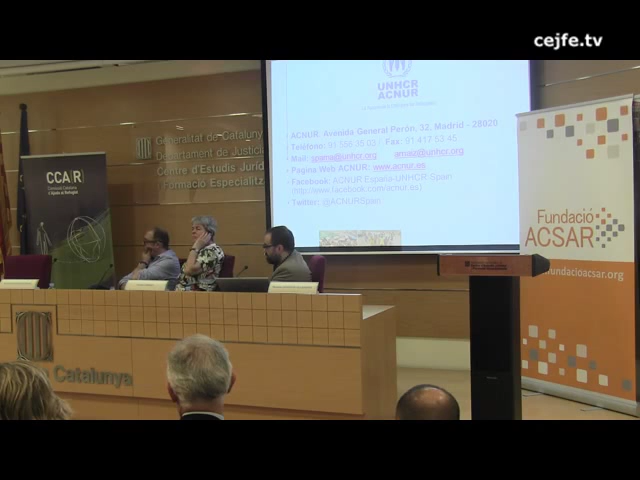 cejfe.tv
UNHCR
ACNUR
ACNUR Avenida General Perón, 32, Madrid - 28020
Teléfono: 91 556 35 03 / Fax: 91 417 53 45
Mail: spama@unhcr.org
Pagina Web ACNUR: www.acnur.es
Facebook: ACNUR España-UNHCR Spain
(http://www.facebook.com/acnur.es)
Twitter: @ACNURSpain
Generalitat de Catalunya
Departament de Justícia
Centre d'Estudis Jurídi
Formació Especialitz
CCA|R
Fundació
ACSAR
fundacioacsar.org
Catalunya